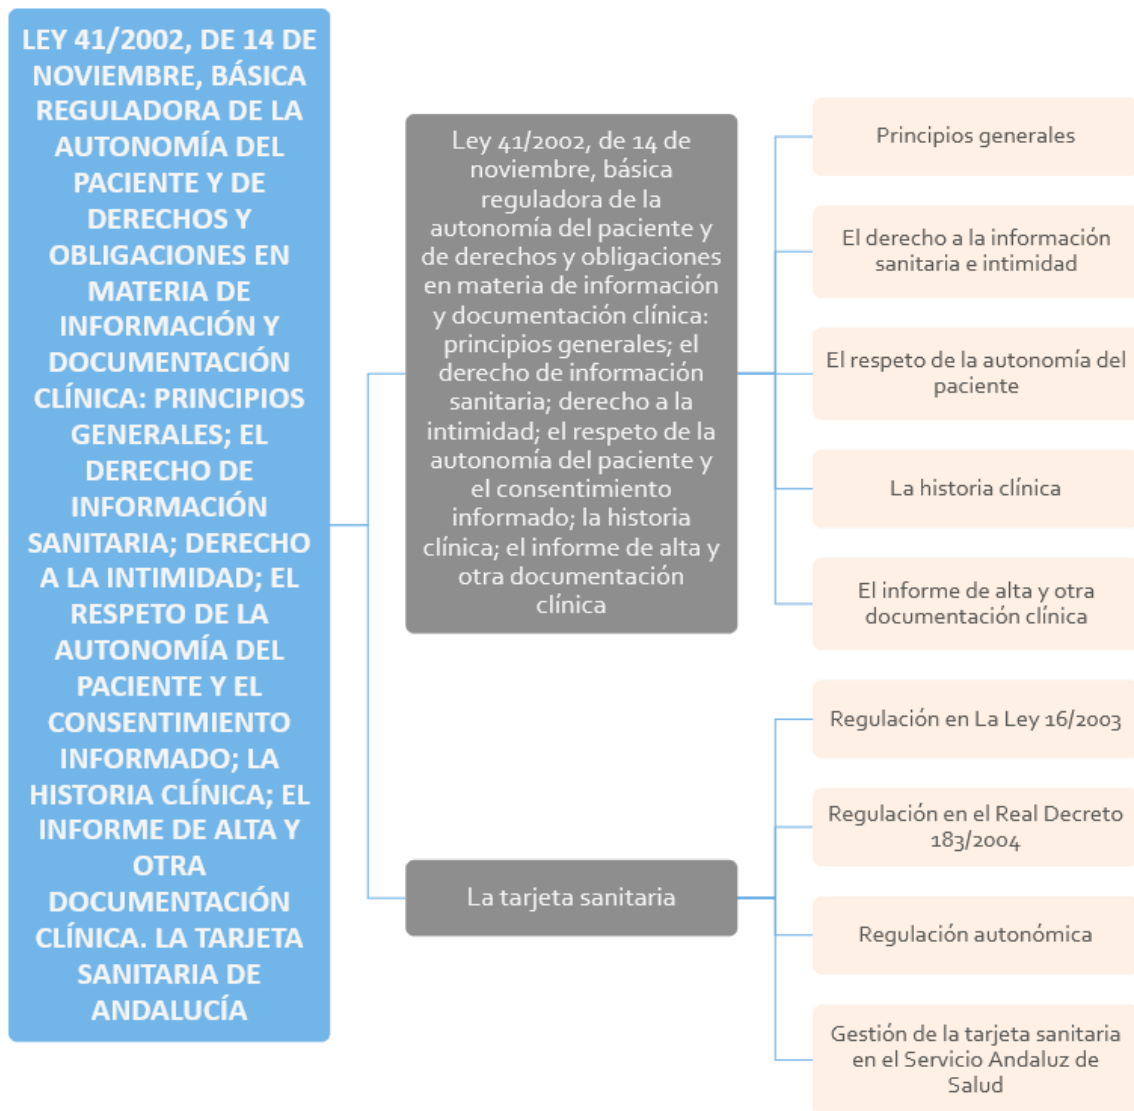 LEY 41/2002, DE 14 DE
NOVIEMBRE, BÁSICA
REGULADORA DE LA
AUTONOMÍA DEL
PACIENTE Y DE
DERECHOS Y
OBLIGACIONES EN
MATERIA DE
INFORMACIÓN Y
DOCUMENTACIÓN
CLÍNICA: PRINCIPIOS
GENERALES; EL
DERECHO DE
INFORMACIÓN
SANITARIA; DERECHO
A LA INTIMIDAD; EL
RESPETO DE LA
AUTONOMÍA DEL
PACIENTE Y EL
CONSENTIMIENTO
INFORMADO; LA
HISTORIA CLÍNICA; EL
INFORME DE ALTA Y
OTRA
DOCUMENTACIÓN
CLÍNICA. LA TARJETA
SANITARIA DE
ANDALUCÍA
Ley 41/2002, de 14 de
noviembre, básica
reguladora de la
autonomía del paciente y
de derechos y obligaciones
en materia de información
y documentación clínica:
principios generales; el
derecho de información
sanitaria; derecho a la
intimidad; el respeto de la
autonomía del paciente y
el consentimiento
informado; la historia
clínica; el informe de alta y
otra documentación
clínica
Principios generales
El derecho a la información
sanitaria e intimidad
El respeto de la autonomía del
paciente
La historia clínica
El informe de alta y otra
documentación clínica
La tarjeta sanitaria
Regulación en La Ley 16/2003
Regulación en el Real Decreto
183/2004
Regulación autonómica
Gestión de la tarjeta sanitaria
en el Servicio Andaluz de
Salud